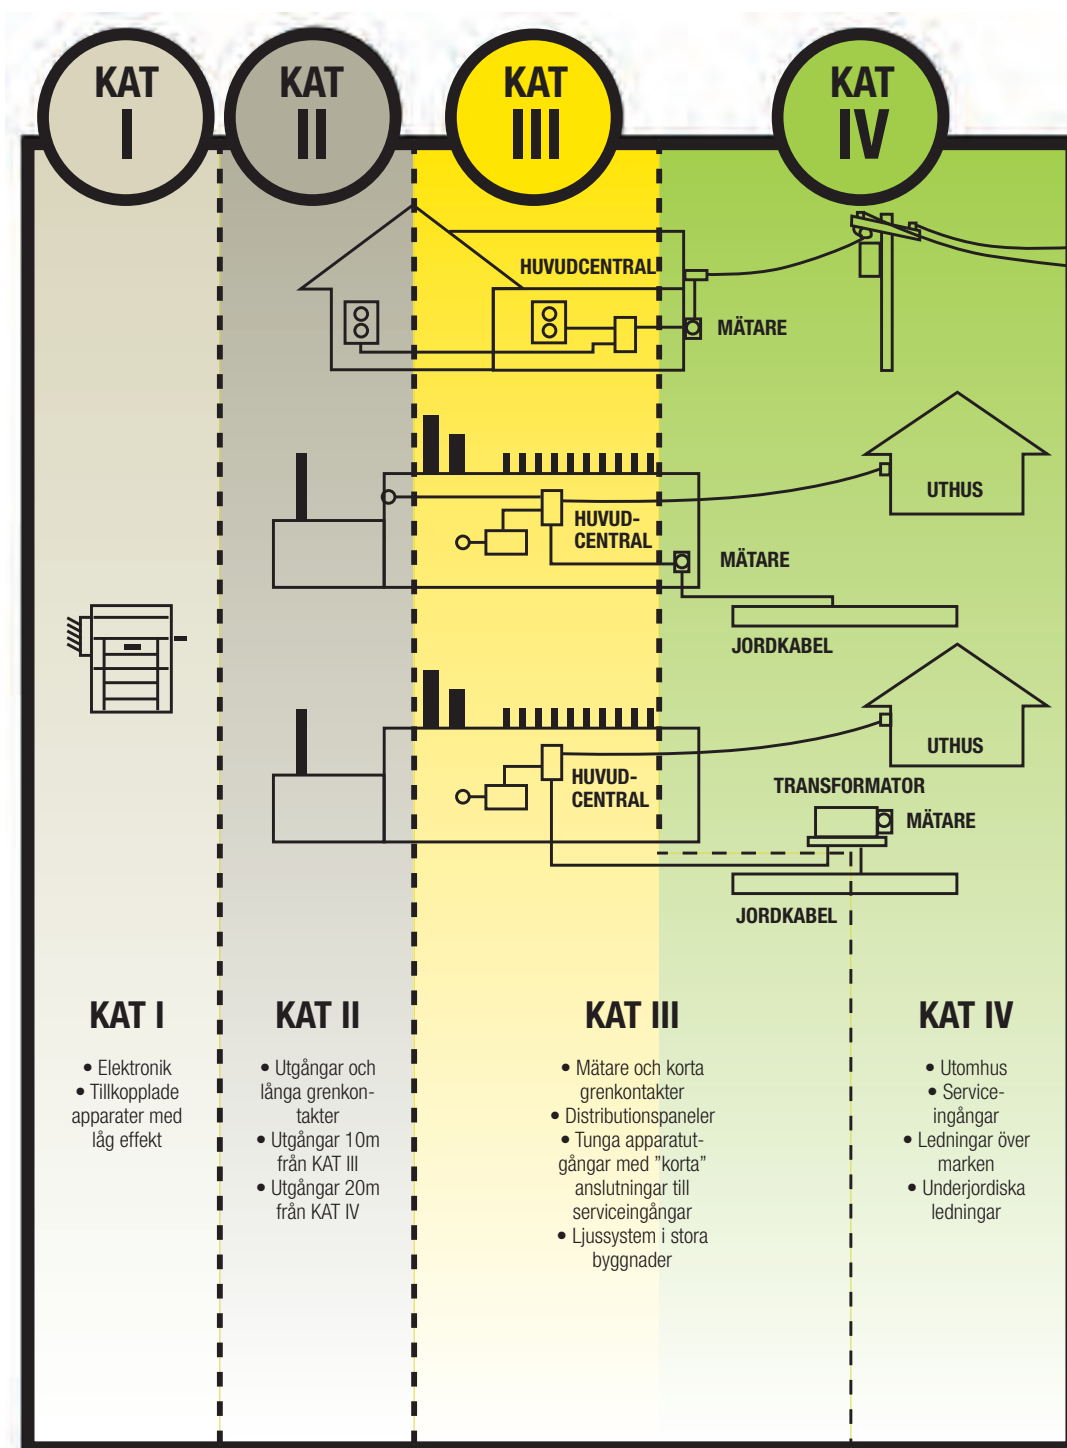 KAT
I
KAT
II
KAT
III
KAT
IV
HUVUDCENTRAL
MÄTARE
UTHUS
HUVUD-
CENTRAL
MÄTARE
JORDKABEL
UTHUS
HUVUD-
CENTRAL
TRANSFORMATOR
MÄTARE
JORDKABEL
KAT I
• Elektronik
• Tillkopplade
apparater med
låg effekt
KAT II
• Utgångar och
långa grenkon-
takter
• Utgångar 10m
från KAT III
• Utgångar 20m
från KAT IV
KAT III
• Mätare och korta
grenkontakter
• Distributionspaneler
• Tunga apparatut-
gångar med ”korta”
anslutningar till
serviceingångar
• Ljussystem i stora
byggnader
KAT IV
• Utomhus
• Service-
ingångar
• Ledningar över
marken
• Underjordiska
ledningar